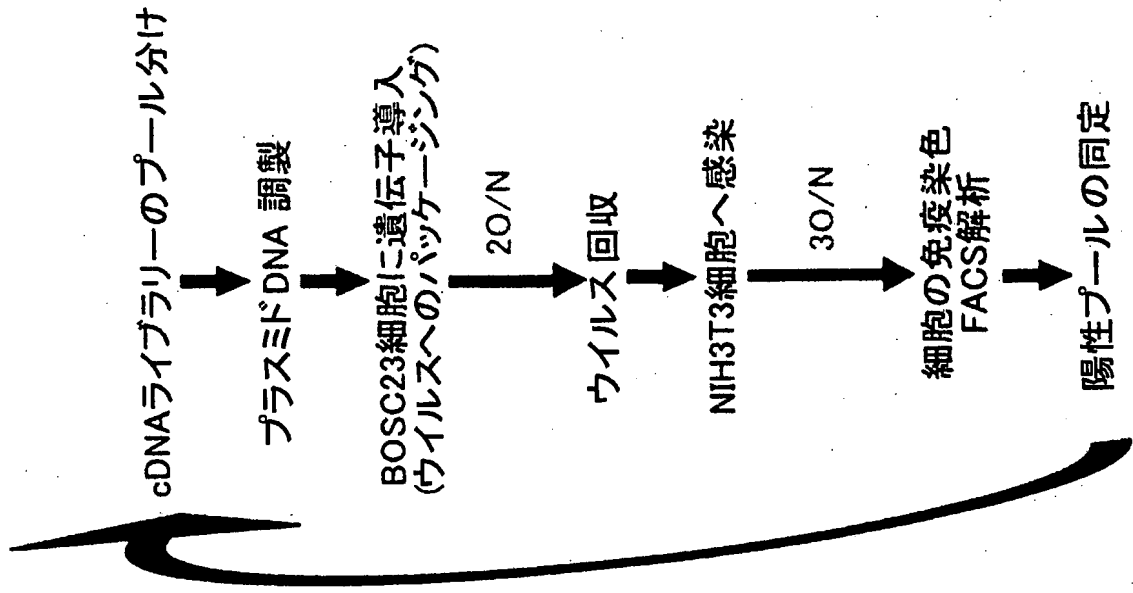 cDNAライブラリーのプール分け
プラスミドDNA 調製
BOSC23細胞に遺伝子導入
(ウイルスへのパッケージング)
2O/N
ウイルス回収
NIH3T3細胞へ感染
3O/N
細胞の免疫染色
FACS解析
陽性プールの同定